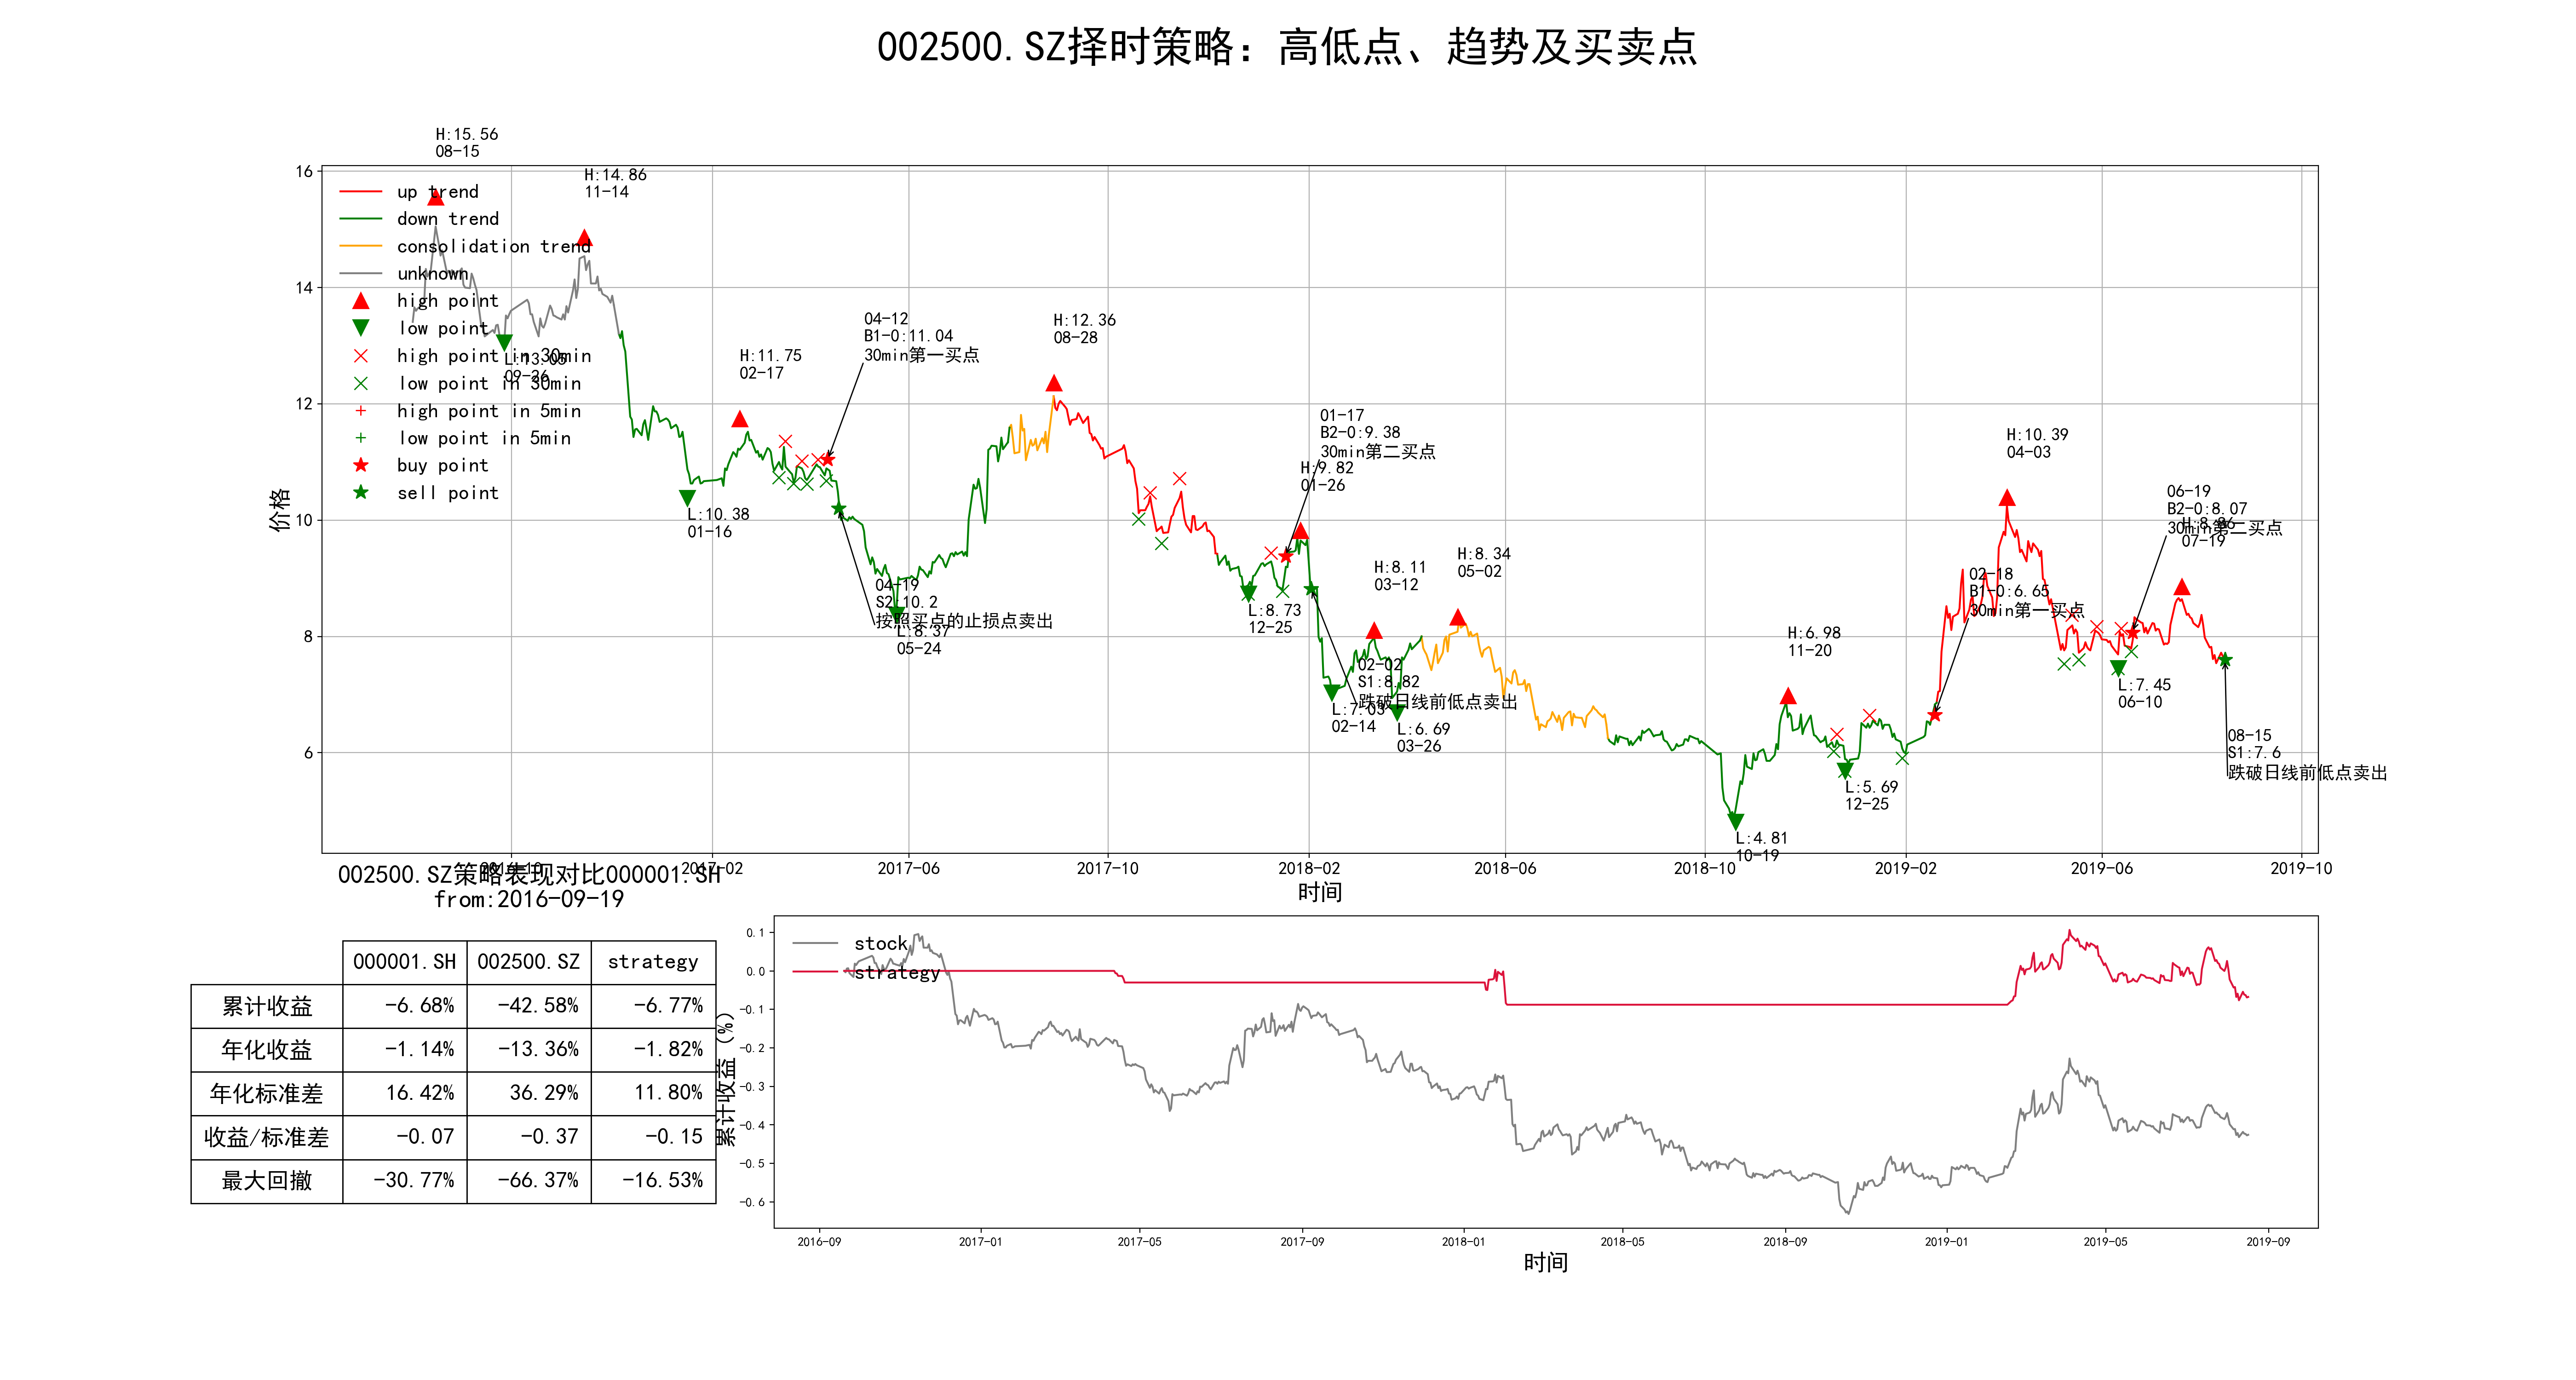 002500.SZ择时策略：高低点、趋势及买卖点
H:15.56
08-15
H:14.86
11-14
up trend
down trend
consolidation trend
unknown
high point
low point
high point in 30min
low point in 30min
high point in 5min
low point in 5min
buy point
sell point
L:13.05
09-26
L:10.38
01-16
H:11.75
02-17
04-12
B1-0:11.04
30min第一买点
04-19
S2:10.2
按照买点的止损点卖出
L:8.37
05-24
H:12.36
08-28
L:8.73
12-25
01-17
B2-0:9.38
30min第二买点
H:9.82
01-26
02-02
S1:8.82
跌破日线前低点卖出
L:7.03
02-14
H:8.11
03-12
L:6.69
03-26
H:8.34
05-02
L:4.81
10-19
H:6.98
11-20
L:5.69
12-25
02-18
B1-0:6.65
30min第一买点
H:10.39
04-03
L:7.45
06-10
06-19
B2-0:8.07
30min第二买点
H:8.86
07-19
08-15
S1:7.6
跌破日线前低点卖出
价格
16
14
12
10
8
6
2016-10
2017-02
2017-06
2017-10
2018-02
2018-06
2018-10
2019-02
2019-06
2019-10
时间
002500.SZ策略表现对比000001.SH
from:2016-09-19
000001.SH 002500.SZ strategy
累计收益 -6.68% -42.58% -6.77%
年化收益 -1.14% -13.36% -1.82%
年化标准差 16.42% 36.29% 11.80%
收益/标准差 -0.07 -0.37 -0.15
最大回撤 -30.77% -66.37% -16.53%
累计收益（%）
0.1
0.0
-0.1
-0.2
-0.3
-0.4
-0.5
-0.6
stock
strategy
2016-09
2017-01
2017-05
2017-09
2018-01
2018-05
2018-09
2019-01
2019-05
2019-09
时间